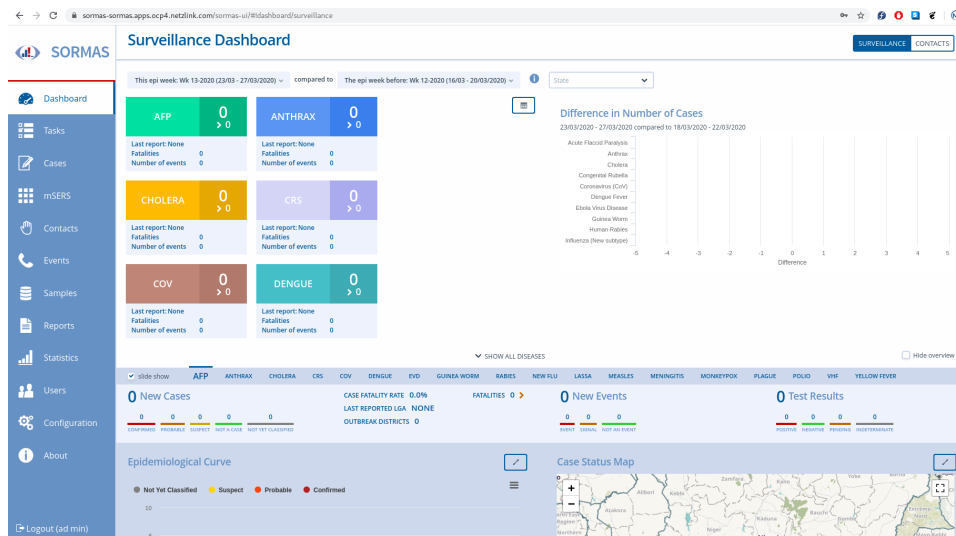 sormas-sormas.apps.ocp4.netzlink.com/sormas-ui/#!dashboard/surveillance
SORMAS
Surveillance Dashboard
SURVEILLANCE CONTACTS
This epi week: Wk 13-2020 (23/03 - 27/03/2020) compared to The epi week before: Wk 12-2020 (16/03 - 20/03/2020) State
Dashboard
Tasks
Cases
mSERS
Contacts
Events
Samples
Reports
Statistics
Users
Configuration
About
Logout (ad min)
AFP 0 > 0
Last report: None
Fatalities 0
Number of events 0
ANTHRAX 0 > 0
Last report: None
Fatalities 0
Number of events 0
CHOLERA 0 > 0
Last report: None
Fatalities 0
Number of events 0
CRS 0 > 0
Last report: None
Fatalities 0
Number of events 0
COV 0 > 0
Last report: None
Fatalities 0
Number of events 0
DENGUE 0 > 0
Last report: None
Fatalities 0
Number of events 0
Difference in Number of Cases
23/03/2020 - 27/03/2020 compared to 18/03/2020 - 22/03/2020
Acute Flaccid Paralysis
Anthrax
Cholera
Congenital Rubella
Coronavirus (CoV)
Dengue Fever
Ebola Virus Disease
Guinea Worm
Human Rabies
Influenza (New subtype)
-5 -4 -3 -2 -1 0 1 2 3 4 5
Difference
SHOW ALL DISEASES
Hide overview
slide show AFP ANTHRAX CHOLERA CRS COV DENGUE EVD GUINEA WORM RABIES NEW FLU LASSA MEASLES MENINGITIS MONKEYPOX PLAGUE POLIO VHF YELLOW FEVER
0 New Cases
0 0 0 0 0
CONFIRMED PROBABLE SUSPECT NOT A CASE NOT YET CLASSIFIED
CASE FATALITY RATE 0.0% FATALITIES 0 >
LAST REPORTED LGA NONE
OUTBREAK DISTRICTS 0
0 New Events
0 0 0
EVENT SIGNAL NOT AN EVENT
0 Test Results
0 0 0 0
POSITIVE NEGATIVE PENDING INDETERMINATE
Epidemiological Curve
Not Yet Classified Suspect Probable Confirmed
10
Case Status Map
+
−
Alibori
Kebbi
Zamfara
Kano
Yobe
Atakora
Kaduna
Bauchi
Niger